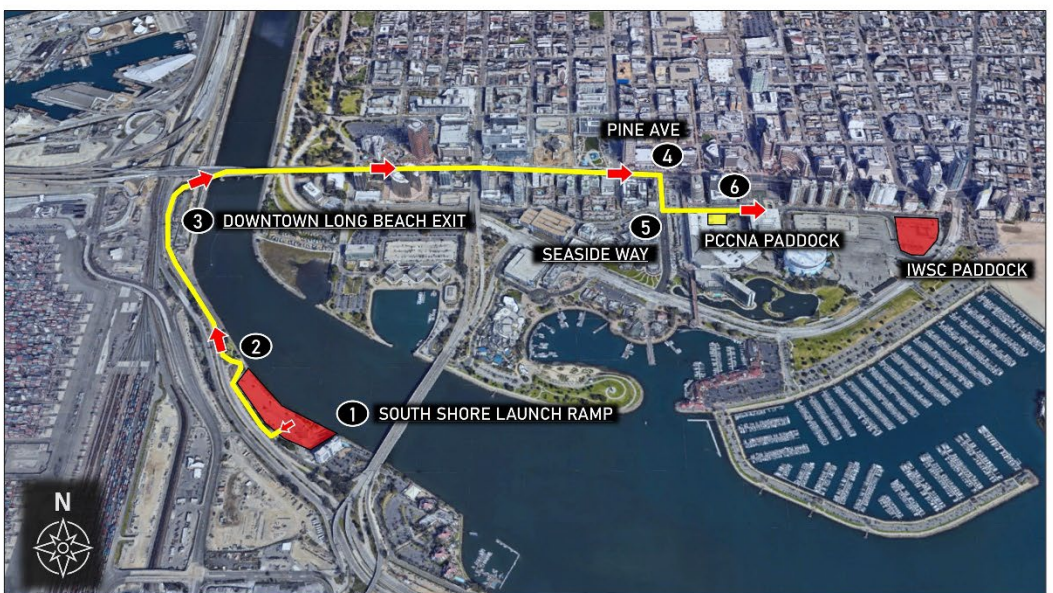 PINE AVE
4
6
3 DOWNTOWN LONG BEACH EXIT
5
SEASIDE WAY
PCCNA PADDOCK
IWSC PADDOCK
2
1 SOUTH SHORE LAUNCH RAMP
N